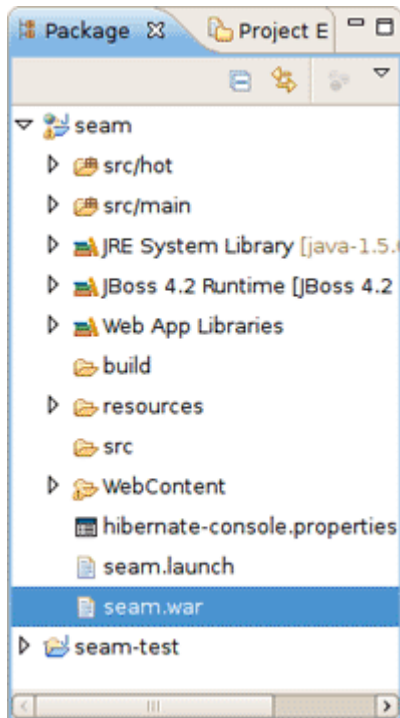 Package Project E
seam
src/hot
src/main
JRE System Library [java-1.5.
JBoss 4.2 Runtime [JBoss 4.2
Web App Libraries
build
resources
src
WebContent
hibernate-console.properties
seam.launch
seam.war
seam-test